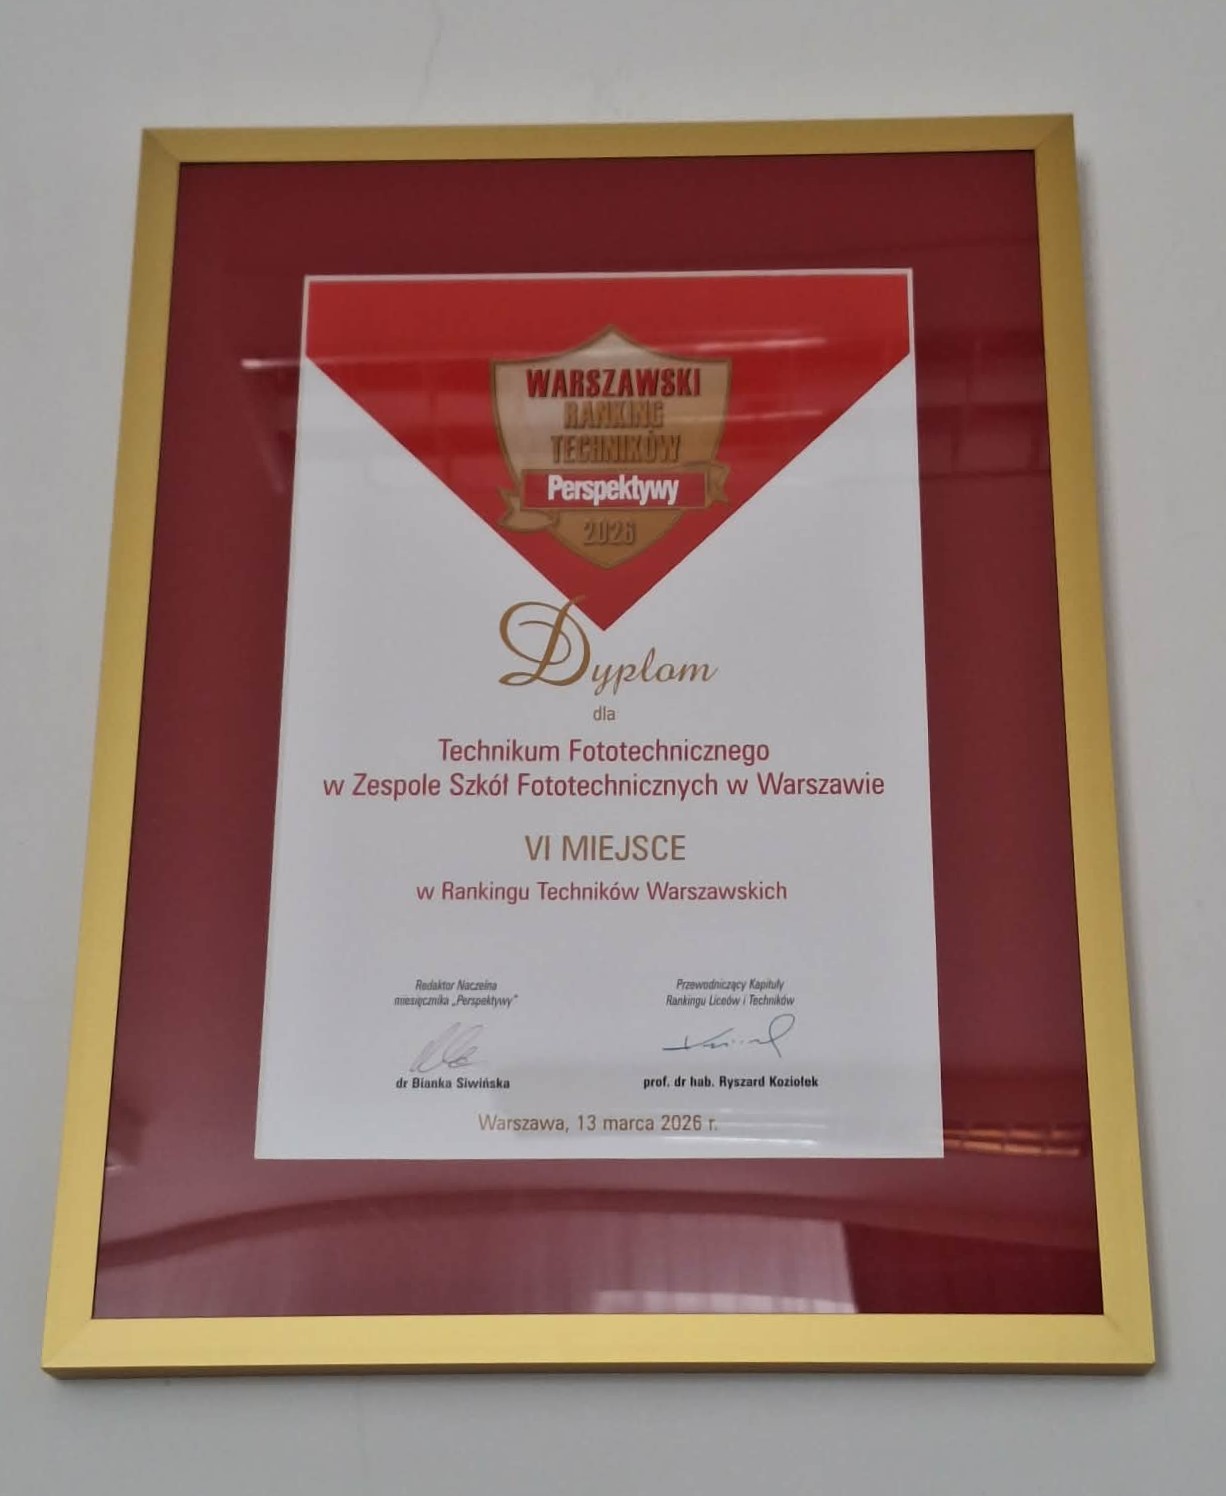 WARSZAWSKI
RANKING
TECHNIKÓW
Perspektywy
2026
Dyplom
dla
Technikum Fototechnicznego
w Zespole Szkół Fototechnicznych w Warszawie
VI MIEJSCE
w Rankingu Techników Warszawskich
Redaktor Naczelna
miesięcznika „Perspektywy”
dr Bianka Siwińska
Przewodniczący Kapituły
Rankingu Liceów i Techników
prof. dr hab. Ryszard Koziołek
Warszawa, 13 marca 2026 r.